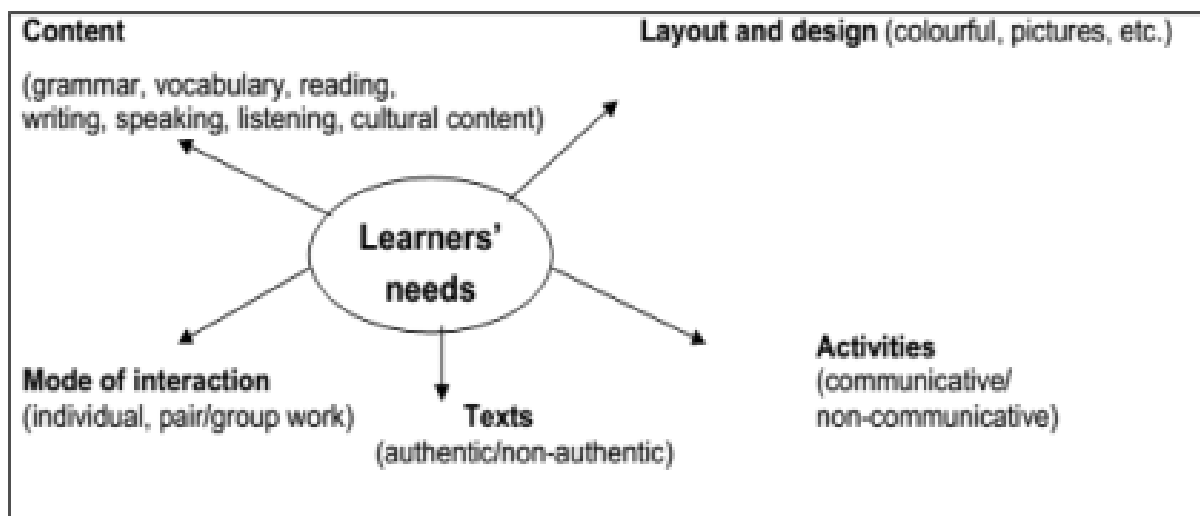 Content
Layout and design (colourful, pictures, etc.)
(grammar, vocabulary, reading,
writing, speaking, listening, cultural content)
Learners'
needs
Mode of interaction
(individual, pair/group work)
Texts
(authentic/non-authentic)
Activities
(communicative/
non-communicative)